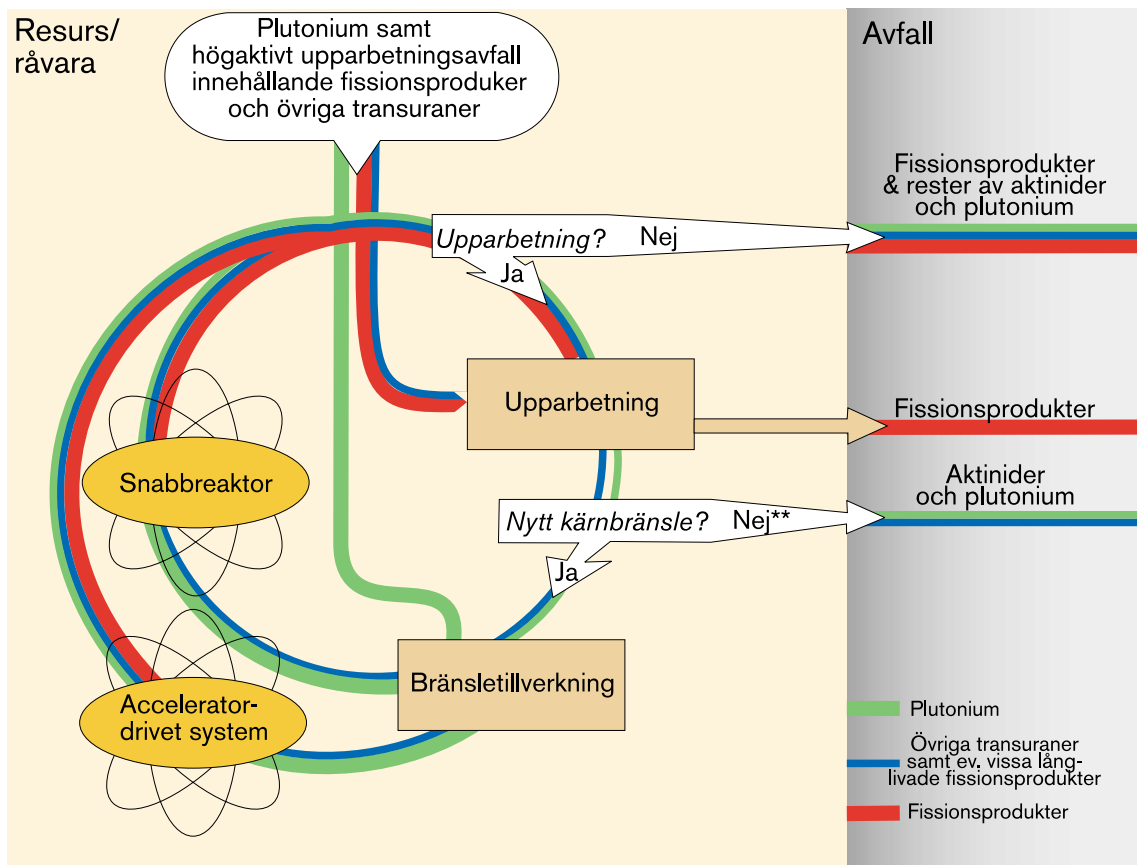 Resurs/
råvara
Plutonium samt
högaktivt upparbetningsavfall
innehållande fissionsproduker
och övriga transuraner
Avfall
Fissionsprodukter
& rester av aktinider
och plutonium
Upparbetning? Nej
Ja
Upparbetning
Fissionsprodukter
Aktinider
och plutonium
Snabbreaktor
Nytt kärnbränsle? Nej**
Ja
Bränsletillverkning
Accelerator-
drivet system
Plutonium
Övriga transuraner
samt ev. vissa lång-
livade fissionsprodukter
Fissionsprodukter